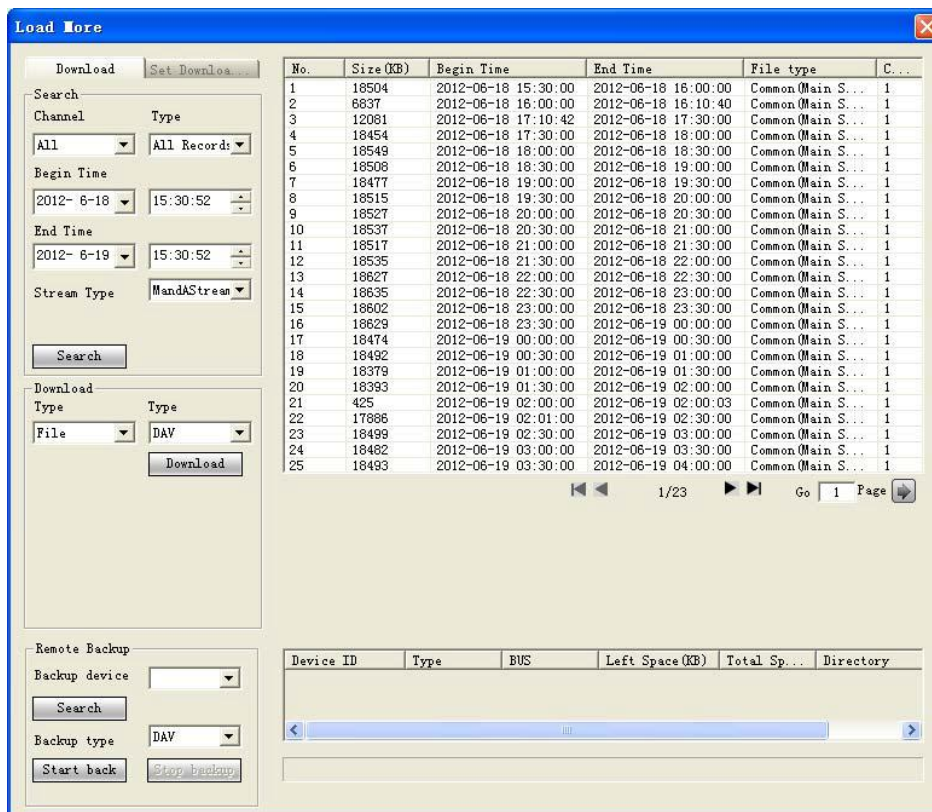 Load More
Download Set Downloa...
Search
Channel Type
All All Records
Begin Time
2012- 6-18 15:30:52
End Time
2012- 6-19 15:30:52
Stream Type MandAStream
Search
Download
Type Type
File DAV
Download
Remote Backup
Backup device
Search
Backup type DAV
Start back Stop backup
No. Size(KB) Begin Time End Time File type C...
1 18504 2012-06-18 15:30:00 2012-06-18 16:00:00 Common(Main S... 1
2 6837 2012-06-18 16:00:00 2012-06-18 16:10:40 Common(Main S... 1
3 12081 2012-06-18 17:10:42 2012-06-18 17:30:00 Common(Main S... 1
4 18454 2012-06-18 17:30:00 2012-06-18 18:00:00 Common(Main S... 1
5 18549 2012-06-18 18:00:00 2012-06-18 18:30:00 Common(Main S... 1
6 18508 2012-06-18 18:30:00 2012-06-18 19:00:00 Common(Main S... 1
7 18477 2012-06-18 19:00:00 2012-06-18 19:30:00 Common(Main S... 1
8 18515 2012-06-18 19:30:00 2012-06-18 20:00:00 Common(Main S... 1
9 18527 2012-06-18 20:00:00 2012-06-18 20:30:00 Common(Main S... 1
10 18537 2012-06-18 20:30:00 2012-06-18 21:00:00 Common(Main S... 1
11 18517 2012-06-18 21:00:00 2012-06-18 21:30:00 Common(Main S... 1
12 18535 2012-06-18 21:30:00 2012-06-18 22:00:00 Common(Main S... 1
13 18627 2012-06-18 22:00:00 2012-06-18 22:30:00 Common(Main S... 1
14 18635 2012-06-18 22:30:00 2012-06-18 23:00:00 Common(Main S... 1
15 18602 2012-06-18 23:00:00 2012-06-18 23:30:00 Common(Main S... 1
16 18629 2012-06-18 23:30:00 2012-06-19 00:00:00 Common(Main S... 1
17 18474 2012-06-19 00:00:00 2012-06-19 00:30:00 Common(Main S... 1
18 18492 2012-06-19 00:30:00 2012-06-19 01:00:00 Common(Main S... 1
19 18379 2012-06-19 01:00:00 2012-06-19 01:30:00 Common(Main S... 1
20 18393 2012-06-19 01:30:00 2012-06-19 02:00:00 Common(Main S... 1
21 425 2012-06-19 02:00:00 2012-06-19 02:00:03 Common(Main S... 1
22 17886 2012-06-19 02:01:00 2012-06-19 02:30:00 Common(Main S... 1
23 18499 2012-06-19 02:30:00 2012-06-19 03:00:00 Common(Main S... 1
24 18482 2012-06-19 03:00:00 2012-06-19 03:30:00 Common(Main S... 1
25 18493 2012-06-19 03:30:00 2012-06-19 04:00:00 Common(Main S... 1
1/23 Go 1 Page
Device ID Type BUS Left Space(KB) Total Sp... Directory